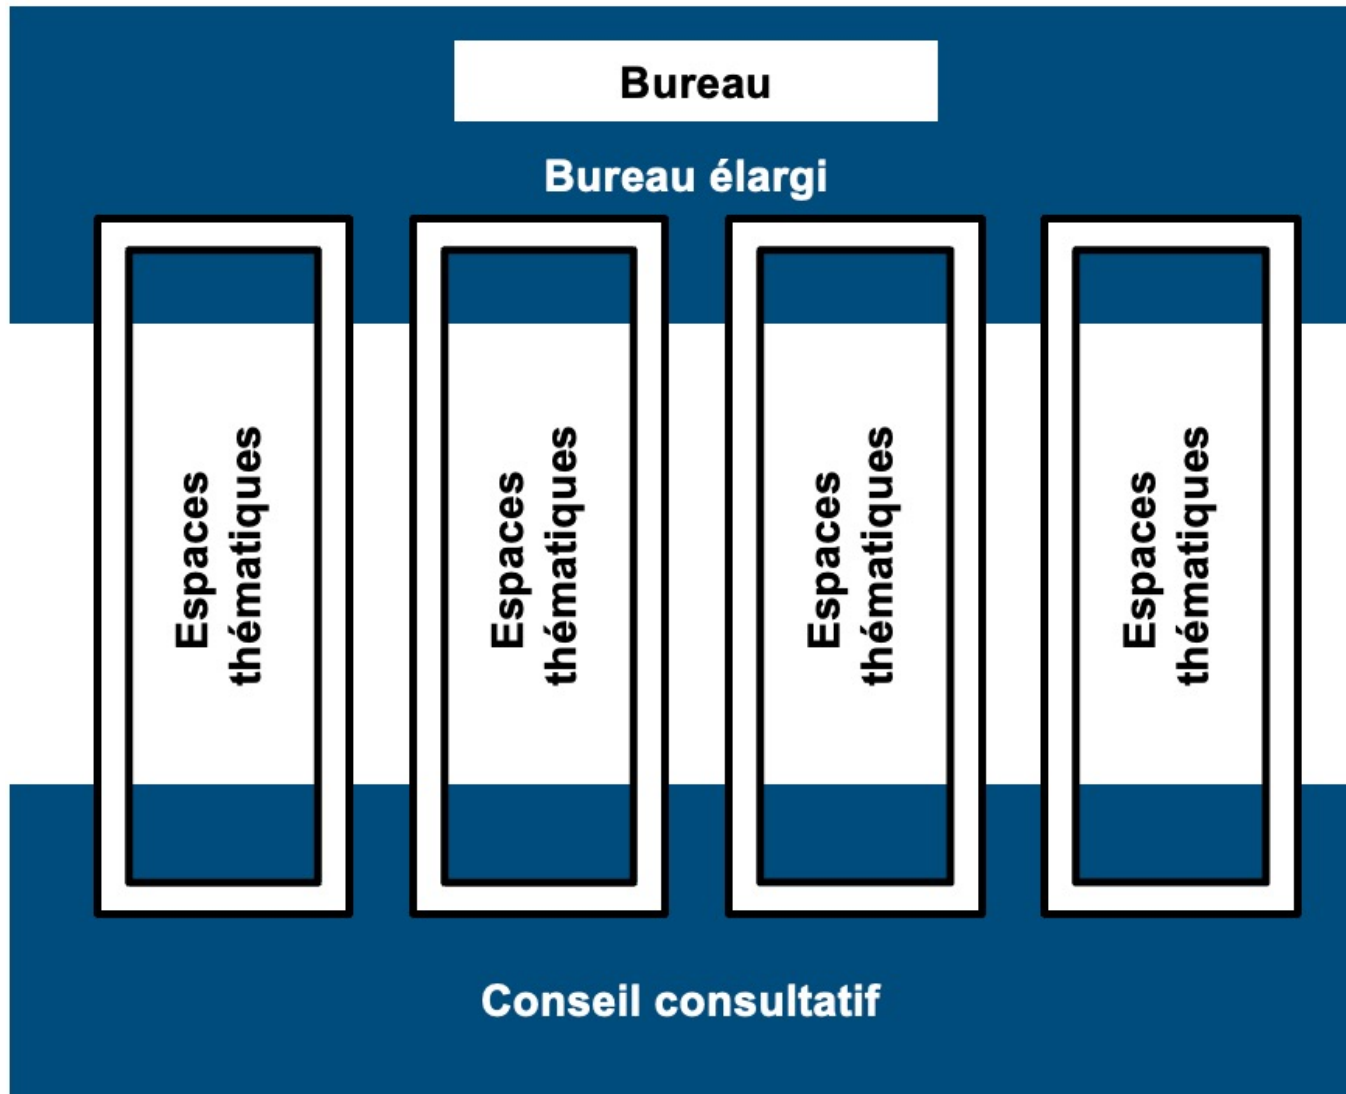 Bureau
Bureau élargi
Espaces
thématiques
Espaces
thématiques
Espaces
thématiques
Espaces
thématiques
Conseil consultatif